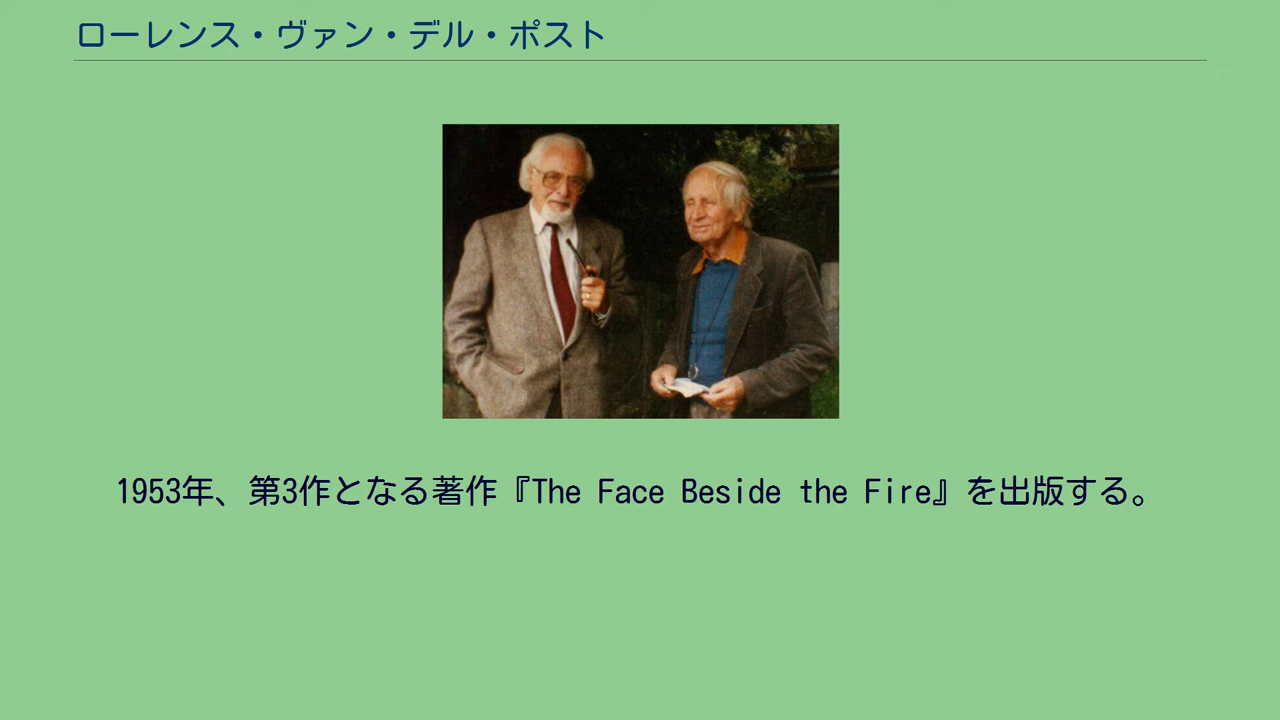 ローレンス・ヴァン・デル・ポスト
1953年、第3作となる著作『The Face Beside the Fire』を出版する。